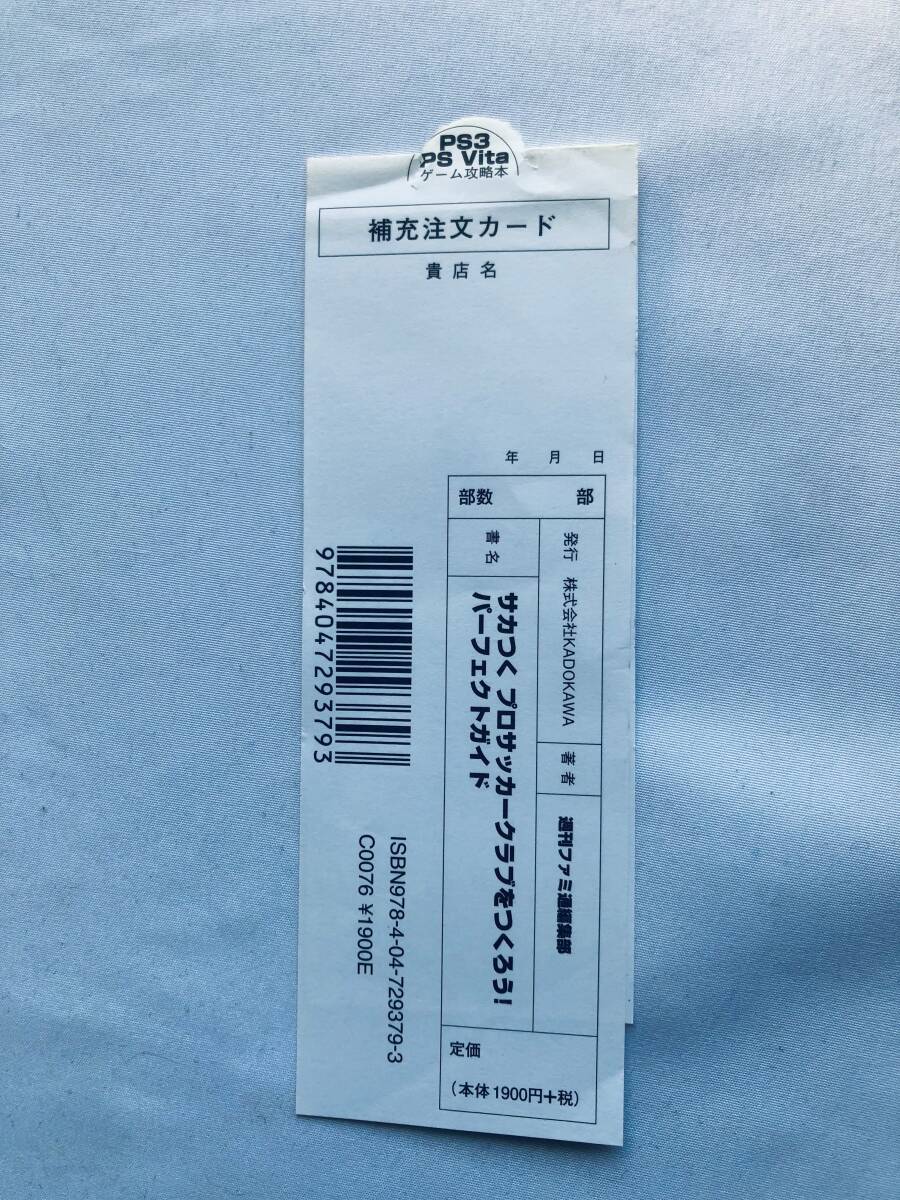 PS3
PS Vita
ゲーム攻略本
補充注文カード
貴店名
年 月 日
部数 部
発行 株式会社KADOKAWA
著者 週刊ファミ通編集部
書名
サカつく プロサッカークラブをつくろう!
パーフェクトガイド
定価
(本体1900円+税)
9784047293793
ISBN978-4-04-729379-3
C0076 ¥1900E